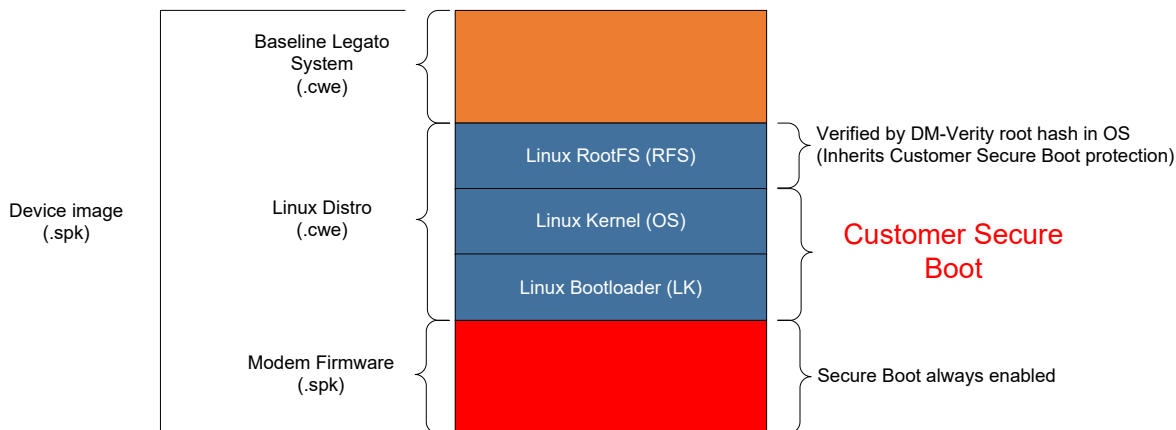 Device image
(.spk)
Baseline Legato
System
(.cwe)
Linux Distro
(.cwe)
Modem Firmware
(.spk)
Linux RootFS (RFS)
Linux Kernel (OS)
Linux Bootloader (LK)
Verified by DM-Verity root hash in OS
(Inherits Customer Secure Boot protection)
Customer Secure
Boot
Secure Boot always enabled